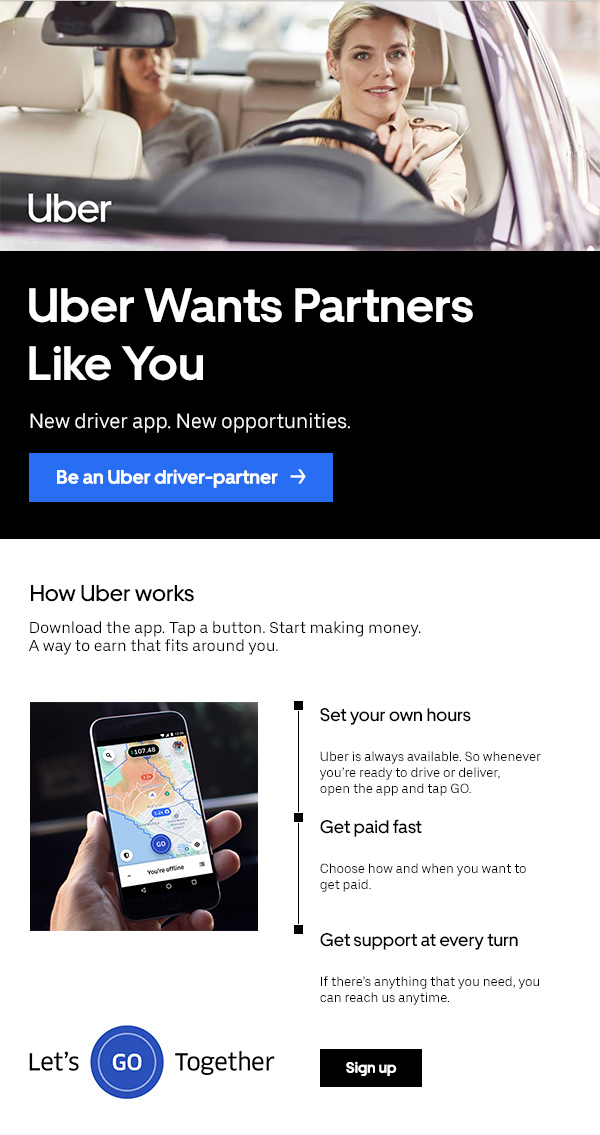 Uber
Uber Wants Partners
Like You
New driver app. New opportunities.
Be an Uber driver-partner →
How Uber works
Download the app. Tap a button. Start making money.
A way to earn that fits around you.
107.48
1.2x
GO
You're offline
Set your own hours
Uber is always available. So whenever
you're ready to drive or deliver,
open the app and tap GO.
Get paid fast
Choose how and when you want to
get paid.
Get support at every turn
If there's anything that you need, you
can reach us anytime.
Let's GO Together
Sign up